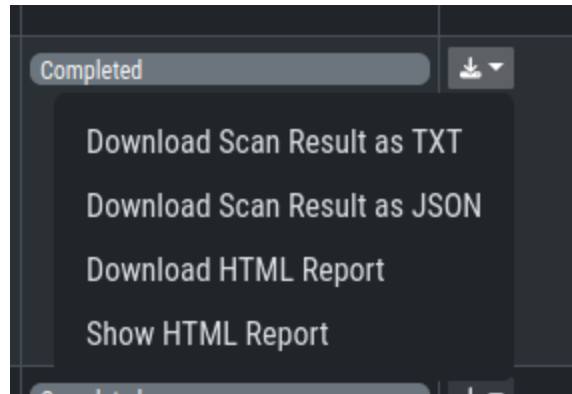 Completed
Download Scan Result as TXT
Download Scan Result as JSON
Download HTML Report
Show HTML Report